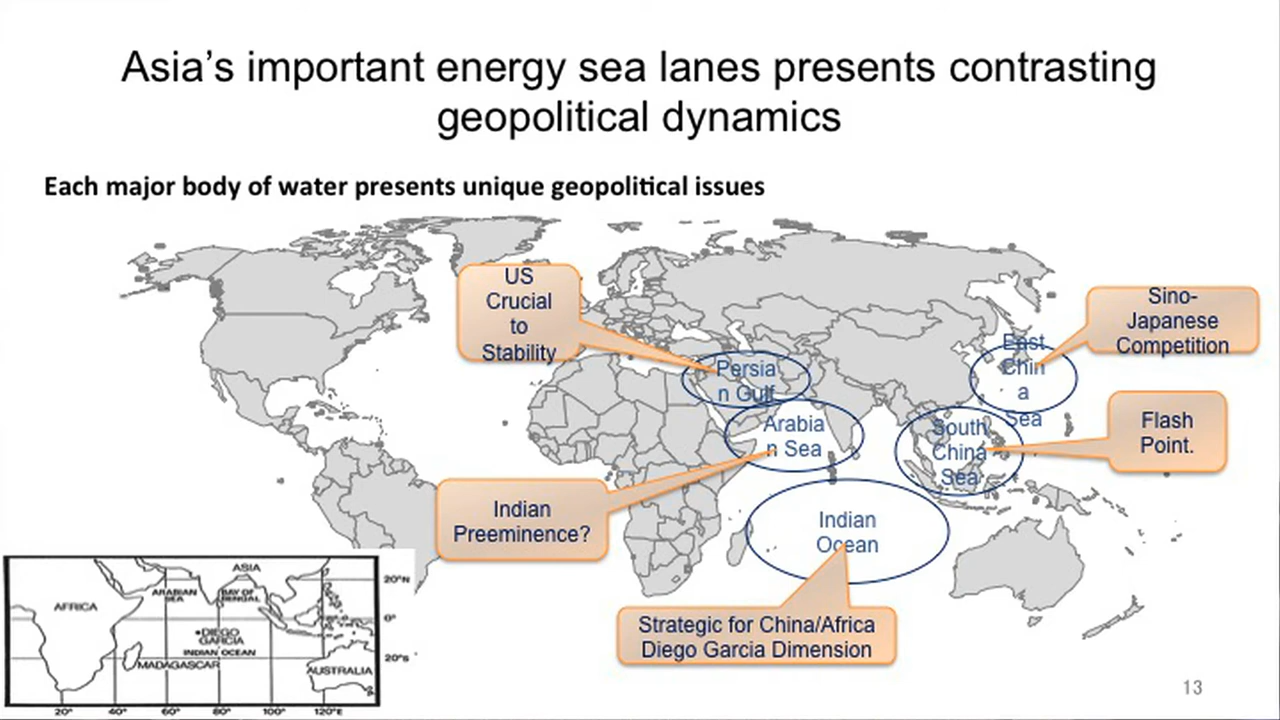 Asia's important energy sea lanes presents contrasting
geopolitical dynamics
Each major body of water presents unique geopolitical issues
US
Crucial
to
Stability
Sino-
Japanese
Competition
East
Chin
a
Sea
Persia
n Gulf
Arabia
n Sea
South
China
Sea
Flash
Point.
Indian
Preeminence?
Indian
Ocean
Strategic for China/Africa
Diego Garcia Dimension
ASIA
20°N
ARABIAN
SEA
BAY OF
BENGAL
AFRICA
0°
•DIEGO
GARCIA
INDIAN OCEAN
20°S
MADAGASCAR
AUSTRALIA
20° 40° 60° 80° 100° 120°E
13